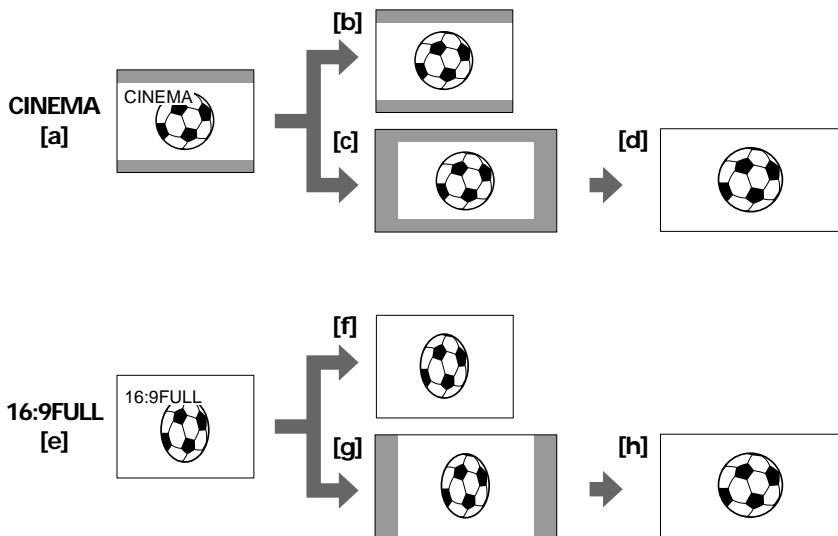 [b]
CINEMA
CINEMA
[a]
[c]
[d]
[f]
16:9FULL
16:9FULL
[e]
[g]
[h]